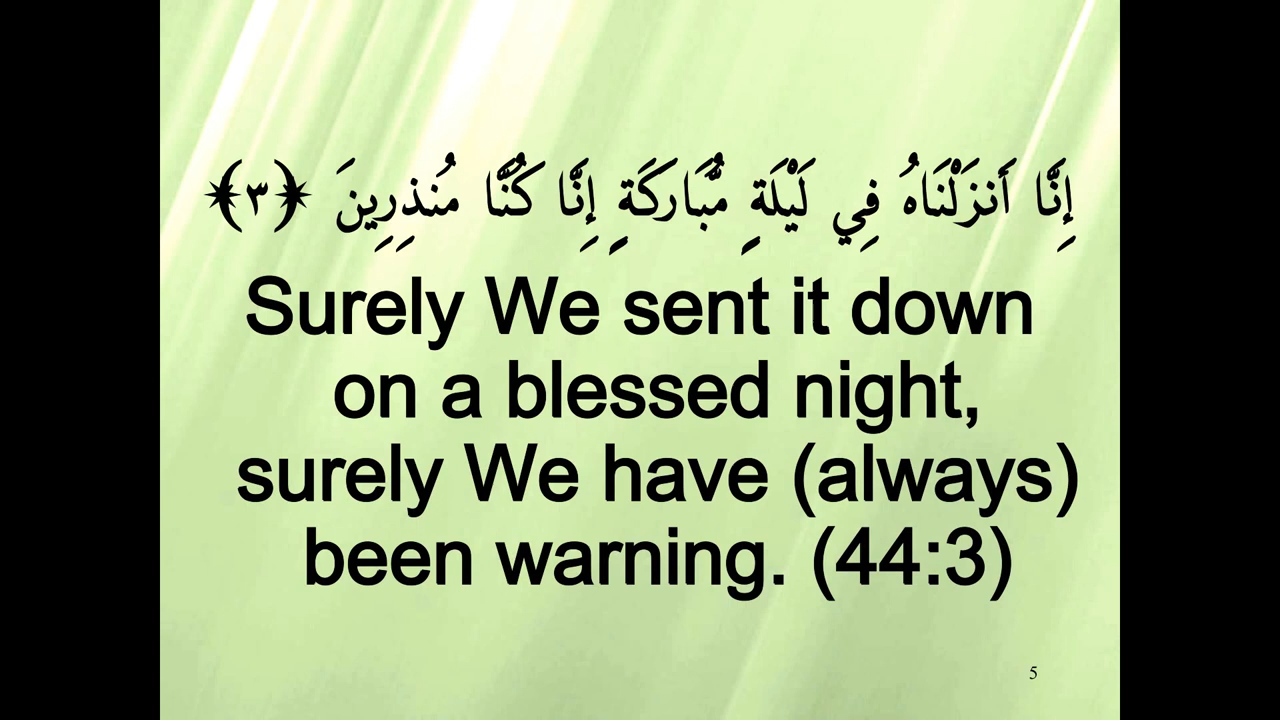 إِنَّا أَنزَلْنَاهُ فِي لَيْلَةٍ مُّبَارَكَةٍ إِنَّا كُنَّا مُنذِرِينَ ﴿٣﴾
Surely We sent it down
on a blessed night,
surely We have (always)
been warning. (44:3)
5